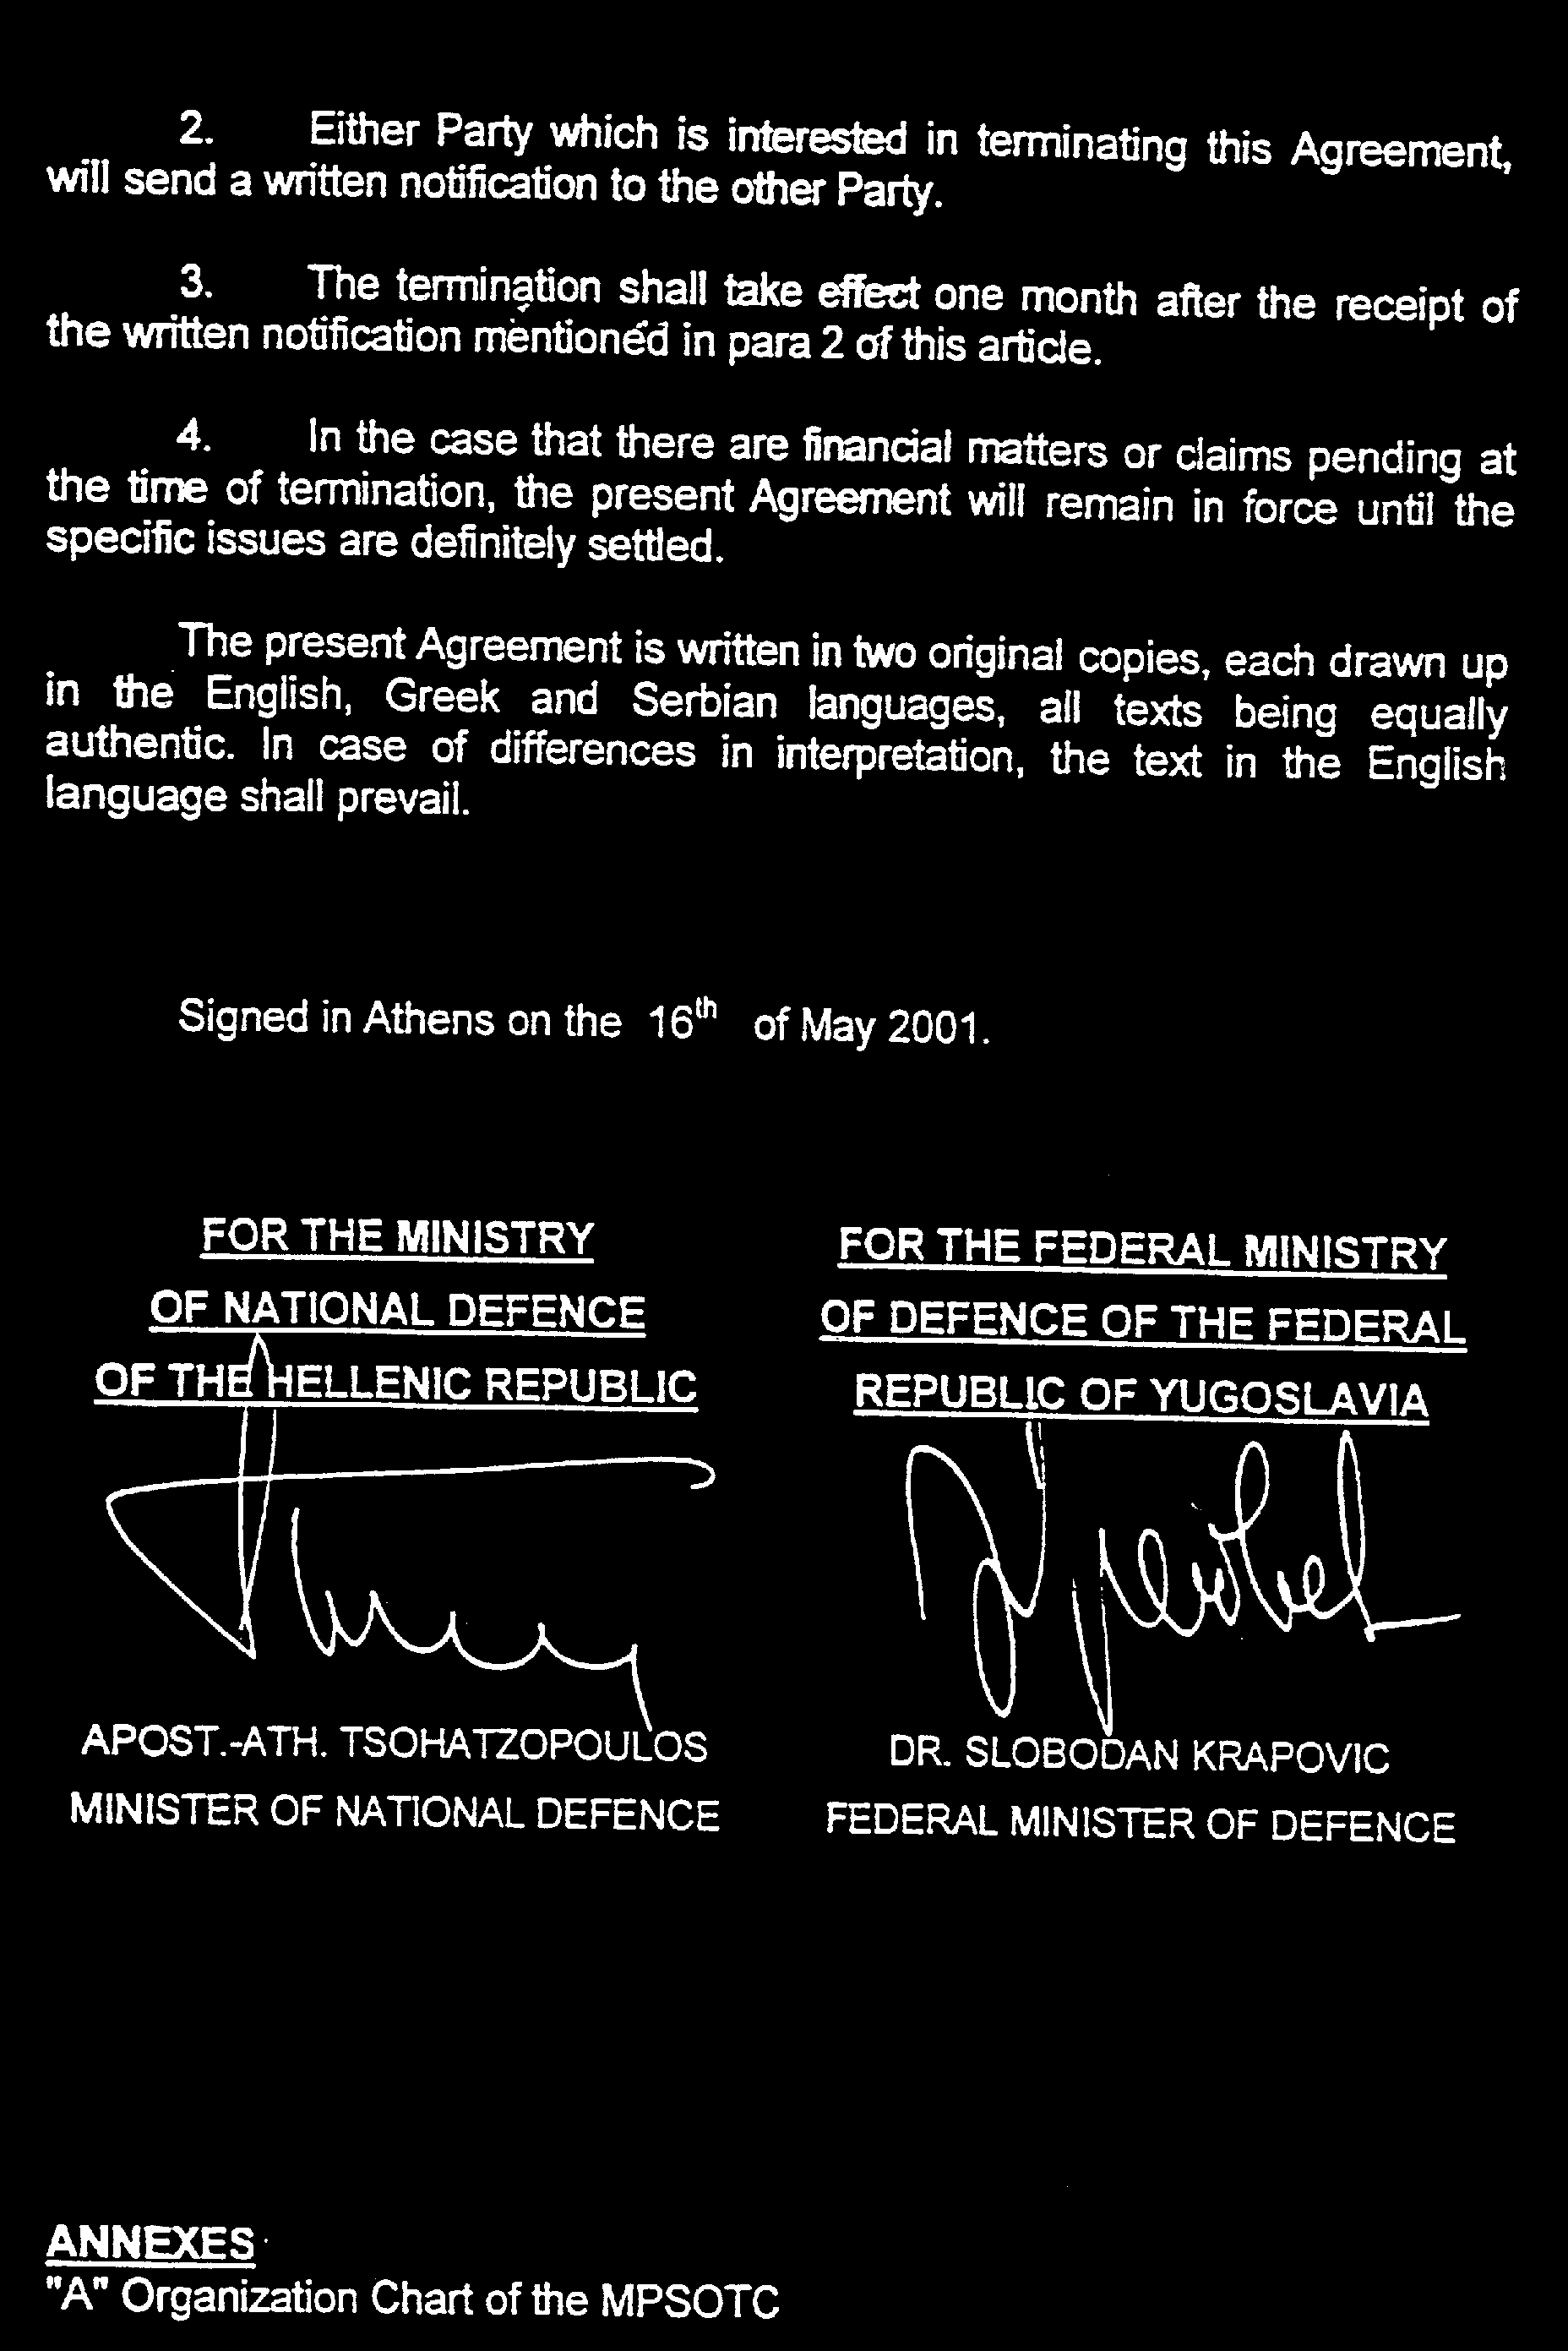 2. Either Party which is interested in terminating this Agreement,
will send a written notification to the other Party.
3. The termination shall take effect one month after the receipt of
the written notification mentioned in para 2 of this article.
4. In the case that there are financial matters or claims pending at
the time of termination, the present Agreement will remain in force until the
specific issues are definitely settled.
The present Agreement is written in two original copies, each drawn up
in the English, Greek and Serbian languages, all texts being equally
authentic. In case of differences in interpretation, the text in the English
language shall prevail.
Signed in Athens on the 16th of May 2001.
FOR THE MINISTRY
OF NATIONAL DEFENCE
OF THE HELLENIC REPUBLIC
APOST.-ATH. TSOHATZOPOULOS
MINISTER OF NATIONAL DEFENCE
FOR THE FEDERAL MINISTRY
OF DEFENCE OF THE FEDERAL
REPUBLIC OF YUGOSLAVIA
DR. SLOBODAN KRAPOVIC
FEDERAL MINISTER OF DEFENCE
ANNEXES
"A" Organization Chart of the MPSOTC